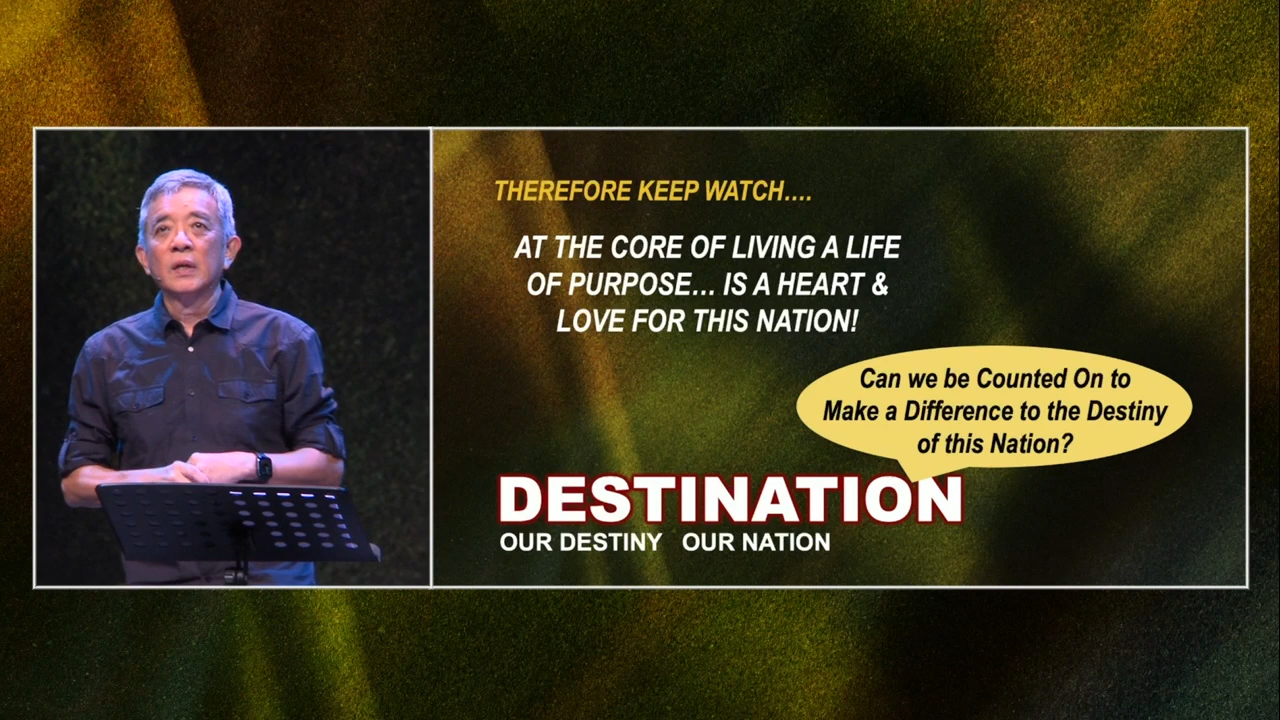 THEREFORE KEEP WATCH....
AT THE CORE OF LIVING A LIFE
OF PURPOSE... IS A HEART &
LOVE FOR THIS NATION!
Can we be Counted On to
Make a Difference to the Destiny
of this Nation?
DESTINATION
OUR DESTINY OUR NATION